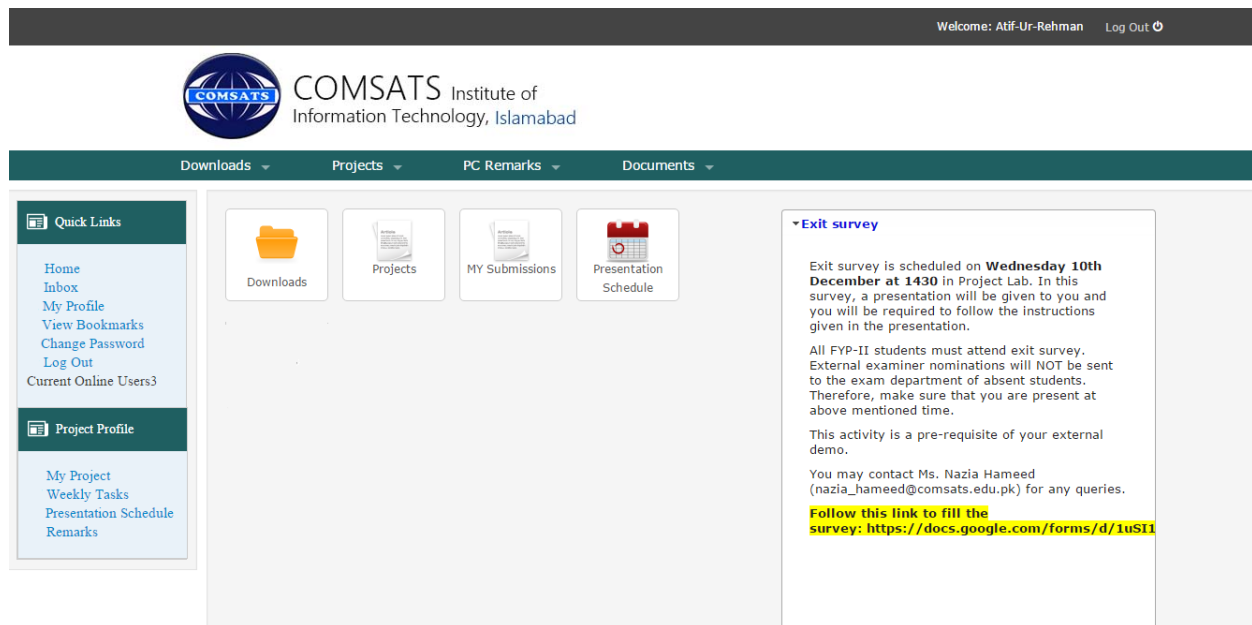 Welcome: Atif-Ur-Rehman Log Out
COMSATS
COMSATS Institute of
Information Technology, Islamabad
Downloads Projects PC Remarks Documents
Quick Links
Home
Inbox
My Profile
View Bookmarks
Change Password
Log Out
Current Online Users3
Project Profile
My Project
Weekly Tasks
Presentation Schedule
Remarks
Downloads
Projects
MY Submissions
Presentation
Schedule
Exit survey
Exit survey is scheduled on Wednesday 10th
December at 1430 in Project Lab. In this
survey, a presentation will be given to you and
you will be required to follow the instructions
given in the presentation.
All FYP-II students must attend exit survey.
External examiner nominations will NOT be sent
to the exam department of absent students.
Therefore, make sure that you are present at
above mentioned time.
This activity is a pre-requisite of your external
demo.
You may contact Ms. Nazia Hameed
(nazia_hameed@comsats.edu.pk) for any queries.
Follow this link to fill the
survey: https://docs.google.com/forms/d/1uSI1